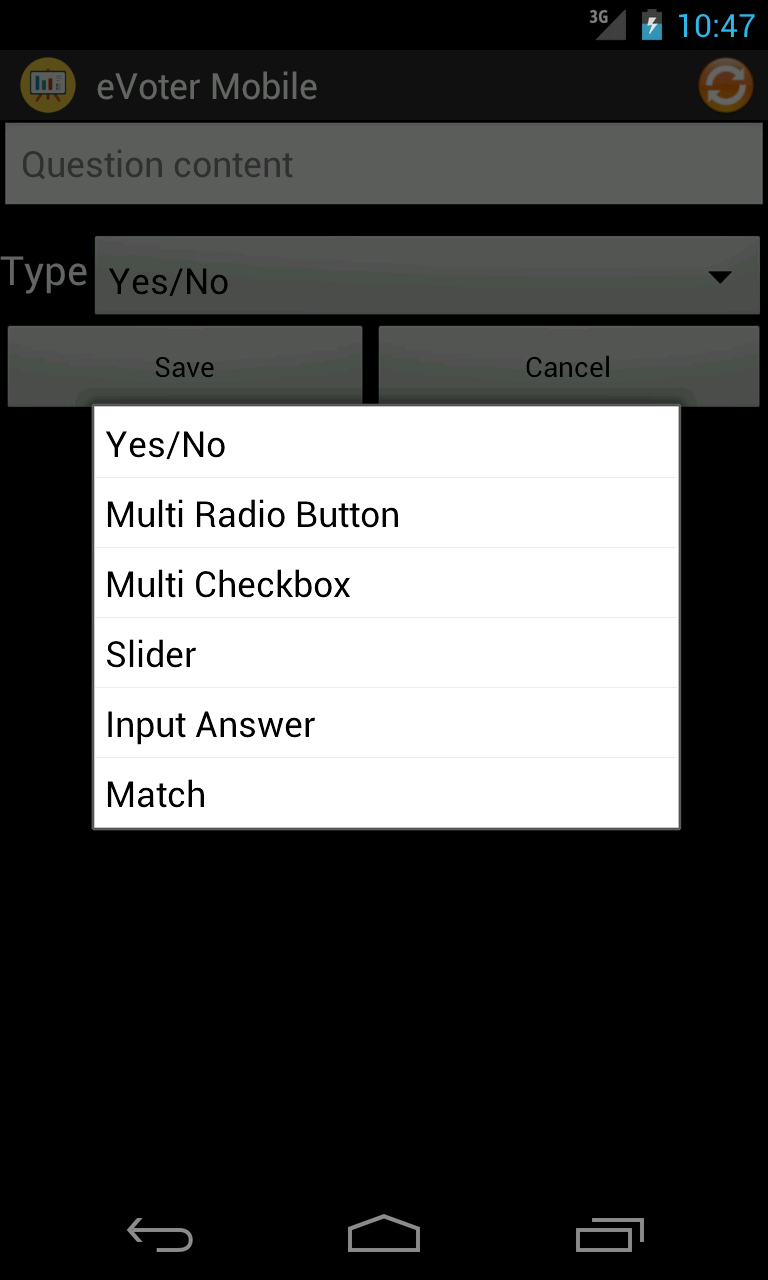 3G 10:47
eVoter Mobile
Question content
Type Yes/No
Save Cancel
Yes/No
Multi Radio Button
Multi Checkbox
Slider
Input Answer
Match